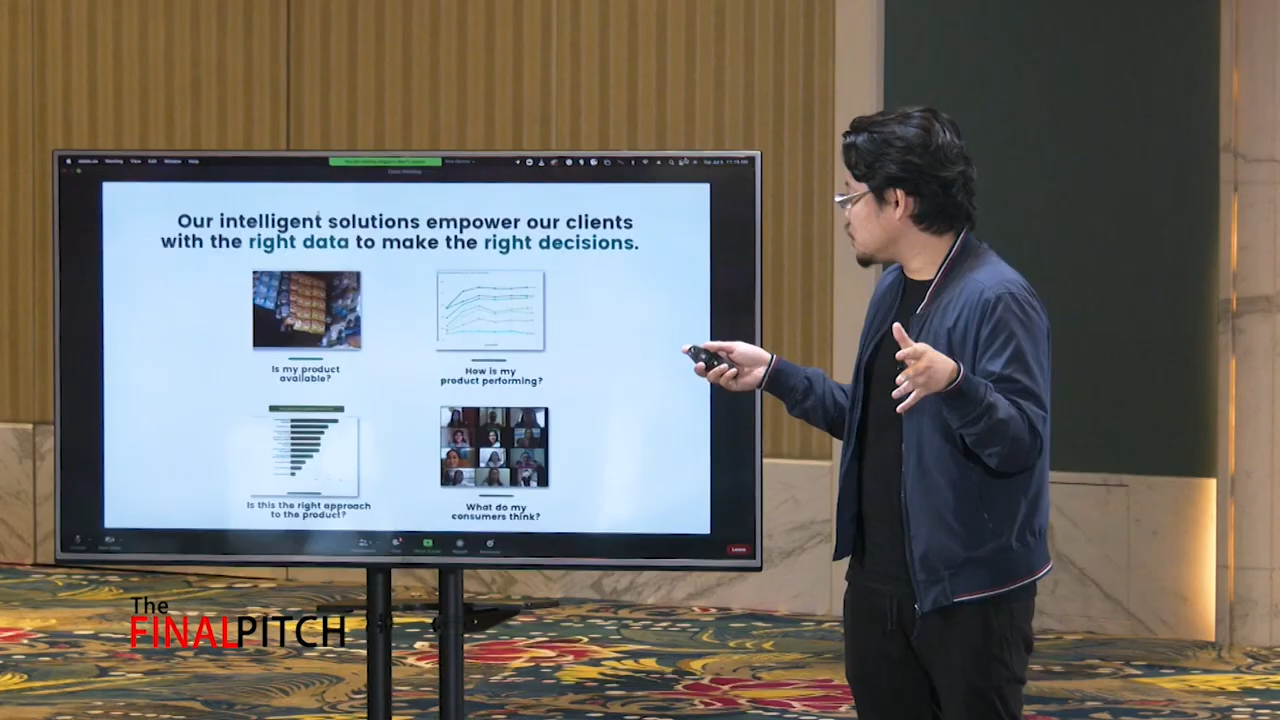 Our intelligent solutions empower our clients
with the right data to make the right decisions.
Is my product
available?
How is my
product performing?
Is this the right approach
to the product?
What do my
consumers think?
Leave
The
FINALPITCH